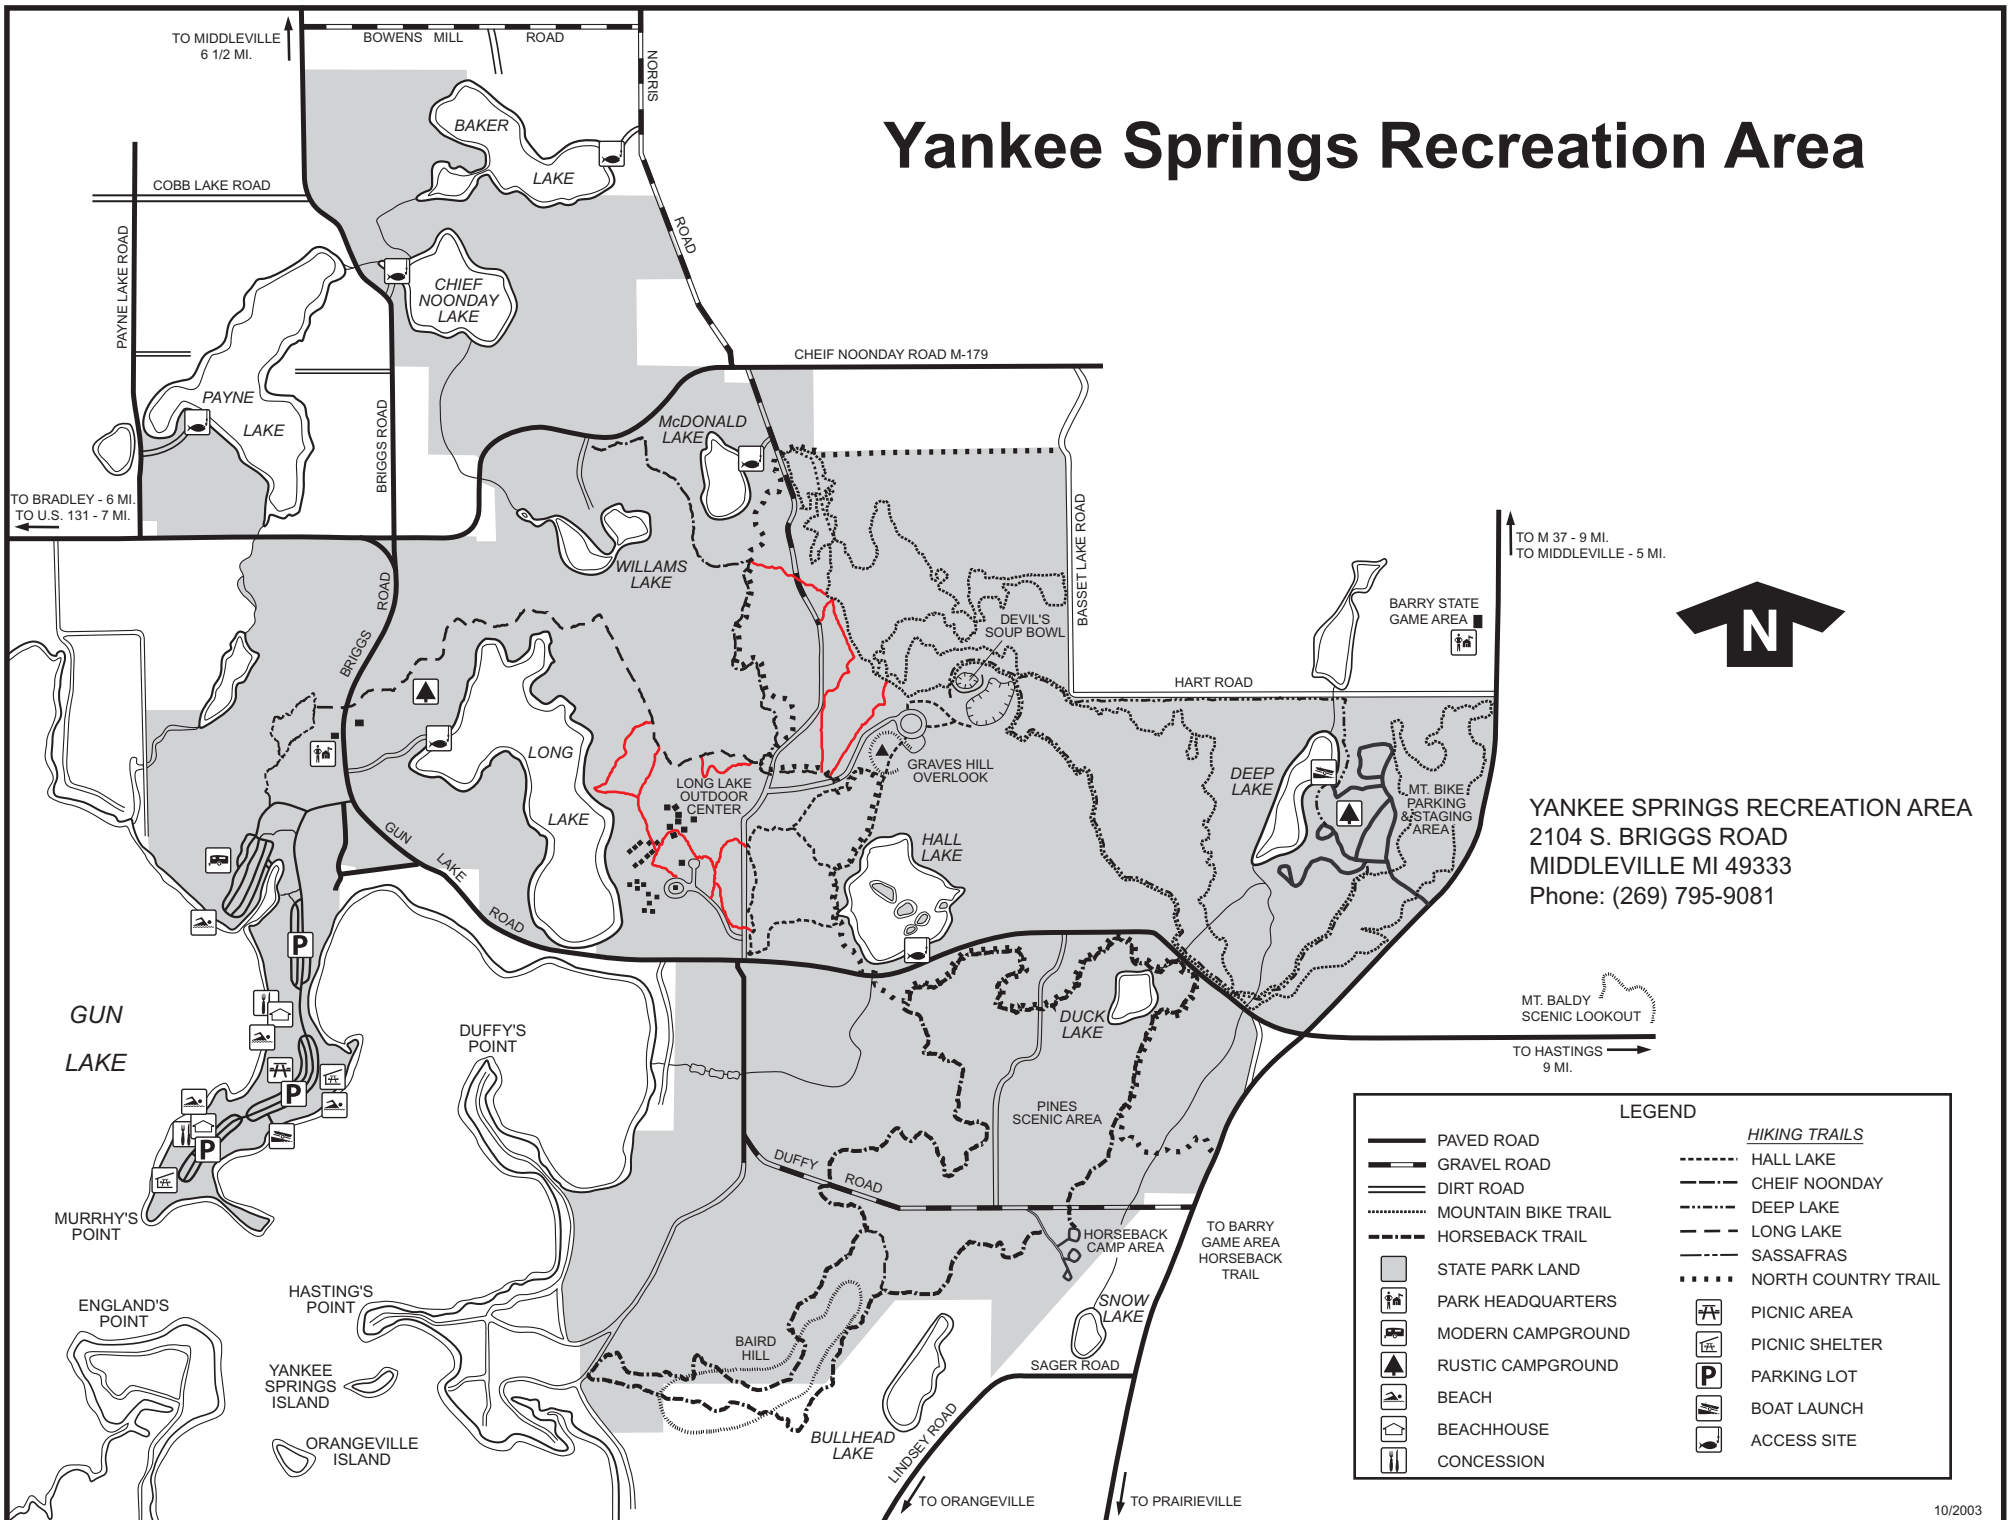 TO MIDDLEVILLE
6 1/2 MI.
BOWENS MILL ROAD
NORRIS
ROAD
Yankee Springs Recreation Area
BAKER
LAKE
COBB LAKE ROAD
PAYNE LAKE ROAD
CHIEF
NOONDAY
LAKE
CHEIF NOONDAY ROAD M-179
PAYNE
LAKE
BRIGGS ROAD
McDONALD
LAKE
TO BRADLEY - 6 MI.
TO U.S. 131 - 7 MI.
BASSET LAKE ROAD
TO M 37 - 9 MI.
TO MIDDLEVILLE - 5 MI.
WILLAMS
LAKE
BRIGGS
ROAD
DEVIL'S
SOUP BOWL
BARRY STATE
GAME AREA
N
HART ROAD
LONG
LAKE
LONG LAKE
OUTDOOR
CENTER
GRAVES HILL
OVERLOOK
DEEP
LAKE
MT. BIKE
PARKING
& STAGING
AREA
YANKEE SPRINGS RECREATION AREA
2104 S. BRIGGS ROAD
MIDDLEVILLE MI 49333
Phone: (269) 795-9081
GUN
LAKE
ROAD
HALL
LAKE
P
GUN
LAKE
DUFFY'S
POINT
DUCK
LAKE
MT. BALDY
SCENIC LOOKOUT
TO HASTINGS
9 MI.
P
P
PINES
SCENIC AREA
DUFFY
ROAD
MURRHY'S
POINT
HORSEBACK
CAMP AREA
TO BARRY
GAME AREA
HORSEBACK
TRAIL
ENGLAND'S
POINT
HASTING'S
POINT
YANKEE
SPRINGS
ISLAND
ORANGEVILLE
ISLAND
BAIRD
HILL
SNOW
LAKE
SAGER ROAD
BULLHEAD
LAKE
LINDSEY ROAD
TO ORANGEVILLE
TO PRAIRIEVILLE
LEGEND
PAVED ROAD
GRAVEL ROAD
DIRT ROAD
MOUNTAIN BIKE TRAIL
HORSEBACK TRAIL
STATE PARK LAND
PARK HEADQUARTERS
MODERN CAMPGROUND
RUSTIC CAMPGROUND
BEACH
BEACHHOUSE
CONCESSION
HIKING TRAILS
HALL LAKE
CHEIF NOONDAY
DEEP LAKE
LONG LAKE
SASSAFRAS
NORTH COUNTRY TRAIL
PICNIC AREA
PICNIC SHELTER
P PARKING LOT
BOAT LAUNCH
ACCESS SITE
10/2003